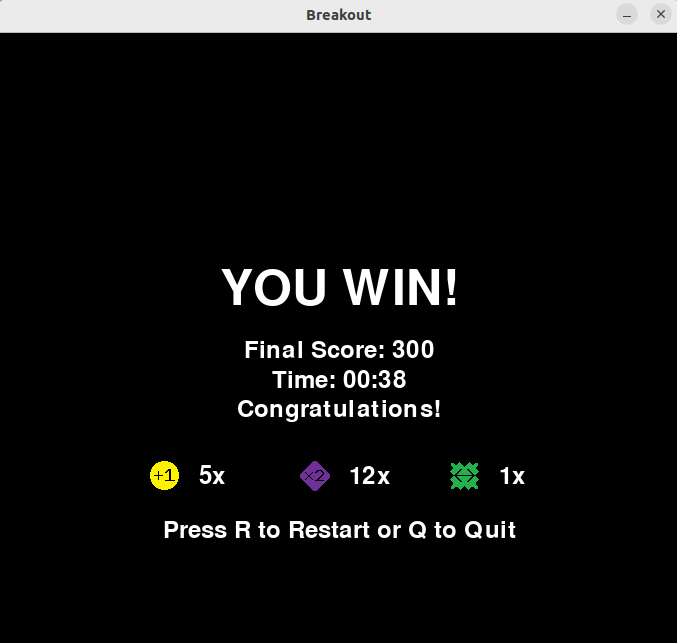 Breakout
YOU WIN!
Final Score: 300
Time: 00:38
Congratulations!
+1 5x ×2 12x 1x
Press R to Restart or Q to Quit